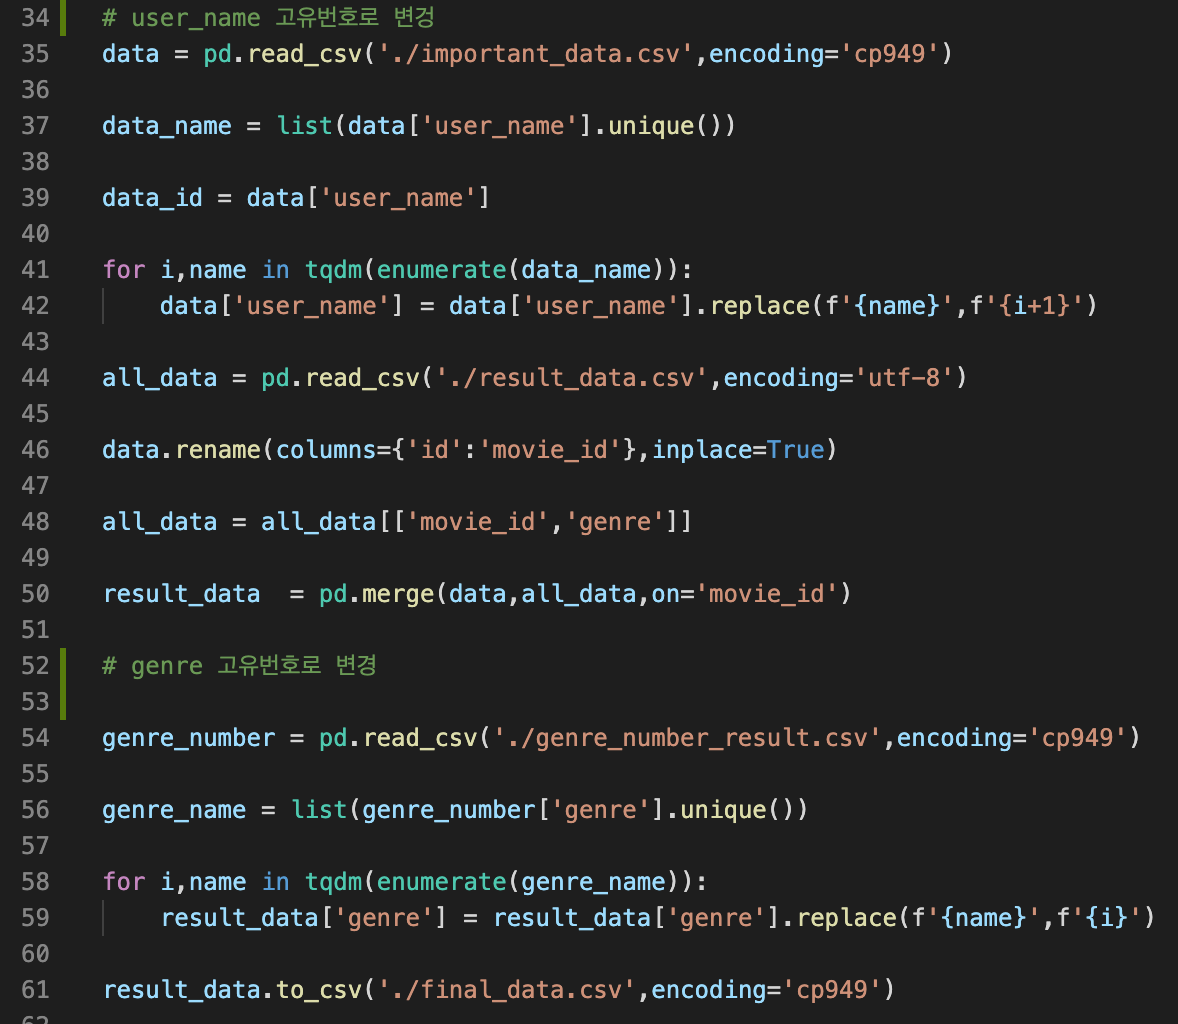 34 # user_name 고유번호로 변겅
35 data = pd.read_csv('./important_data.csv',encoding='cp949')
36
37 data_name = list(data['user_name'].unique())
38
39 data_id = data['user_name']
40
41 for i,name in tqdm(enumerate(data_name)):
42     data['user_name'] = data['user_name'].replace(f'{name}',f'{i+1}')
43
44 all_data = pd.read_csv('./result_data.csv',encoding='utf-8')
45
46 data.rename(columns={'id':'movie_id'},inplace=True)
47
48 all_data = all_data[['movie_id','genre']]
49
50 result_data  = pd.merge(data,all_data,on='movie_id')
51
52 # genre 고유번호로 변경
53
54 genre_number = pd.read_csv('./genre_number_result.csv',encoding='cp949')
55
56 genre_name = list(genre_number['genre'].unique())
57
58 for i,name in tqdm(enumerate(genre_name)):
59     result_data['genre'] = result_data['genre'].replace(f'{name}',f'{i}')
60
61 result_data.to_csv('./final_data.csv',encoding='cp949')